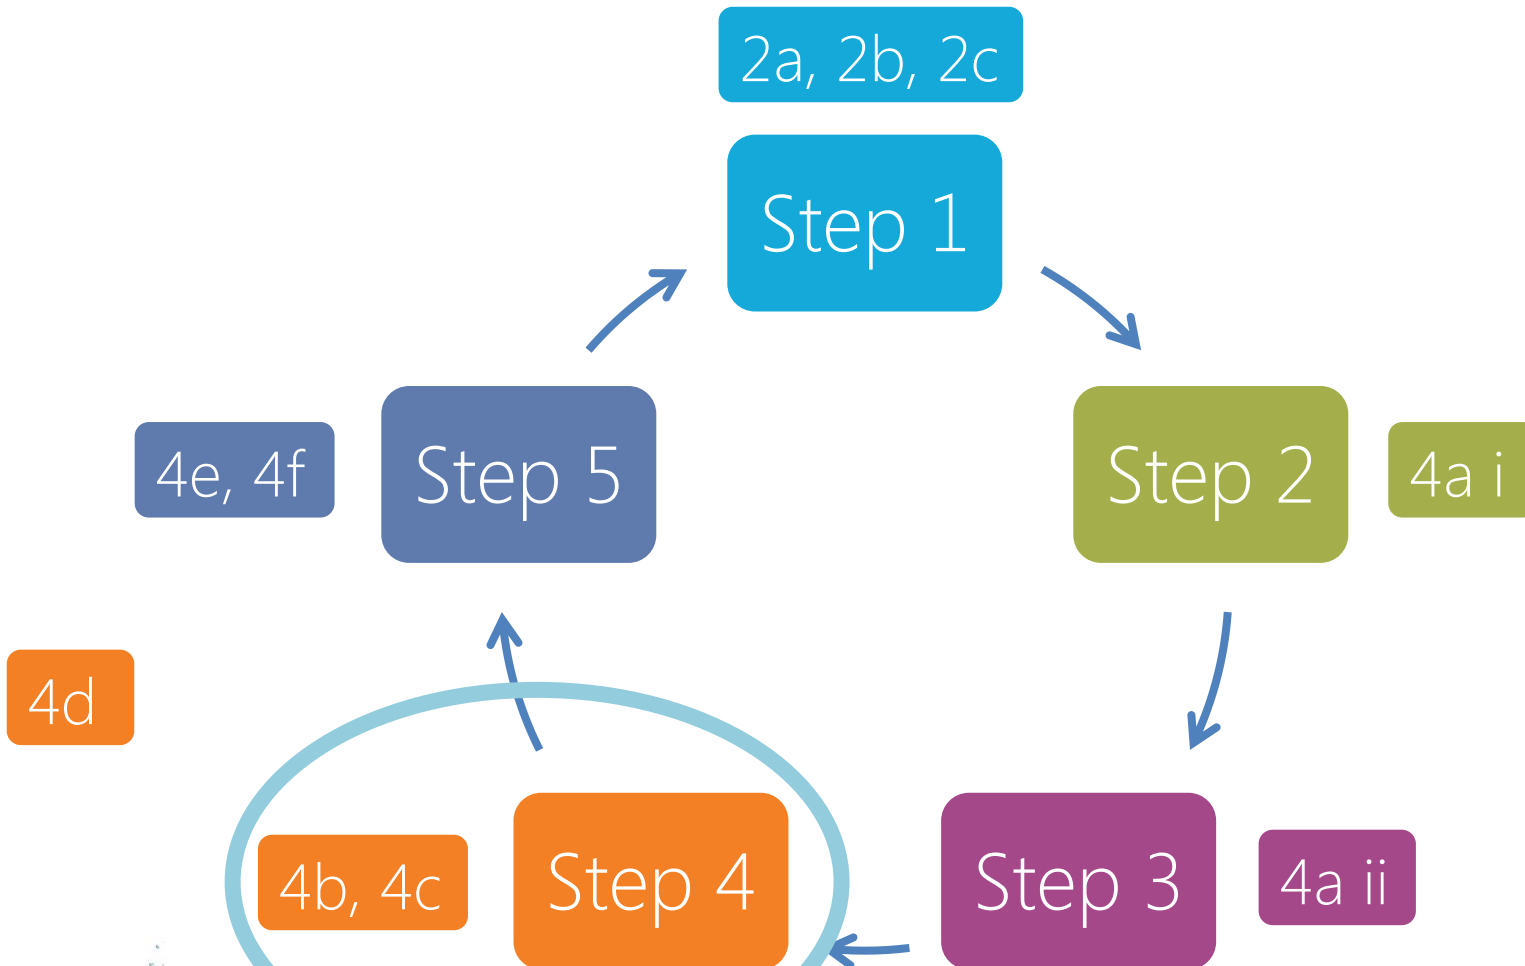 2a, 2b, 2c
Step 1
4e, 4f
Step 5
Step 2
4a i
4d
4b, 4c
Step 4
Step 3
4a ii